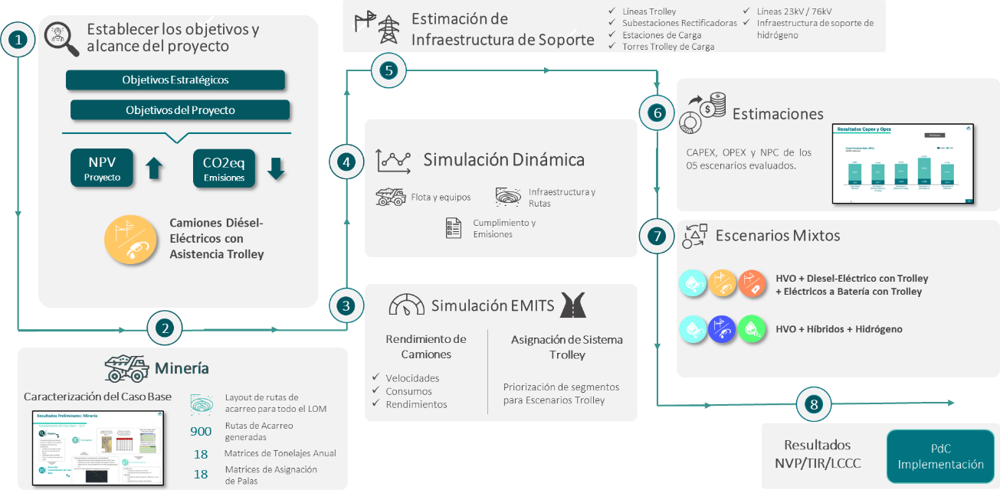 1
Establecer los objetivos y
alcance del proyecto
Objetivos Estratégicos
Objetivos del Proyecto
NPV
Proyecto
CO2eq
Emisiones
Camiones Diésel-
Eléctricos con
Asistencia Trolley
2
Minería
Caracterización del Caso Base
Resultados Preliminares: Minería
Layout de rutas de
acarreo para todo el LOM
900
Rutas de Acarreo
generadas
18
Matrices de Tonelajes Anual
18
Matrices de Asignación
de Palas
3
Simulación EMITS
Rendimiento de
Camiones
✓ Velocidades
✓ Consumos
✓ Rendimientos
Asignación de Sistema
Trolley
Priorización de segmentos
para Escenarios Trolley
4
Simulación Dinámica
Flota y equipos
Infraestructura y
Rutas
Cumplimiento y
Emisiones
5
Estimación de
Infraestructura de Soporte
✓ Líneas Trolley
✓ Subestaciones Rectificadoras
✓ Estaciones de Carga
✓ Torres Trolley de Carga
✓ Líneas 23kV / 76kV
✓ Infraestructura de soporte de
hidrógeno
6
Estimaciones
CAPEX, OPEX y NPC de los
05 escenarios evaluados.
Resultados Capex y Opex
7
Escenarios Mixtos
HVO + Diesel-Eléctrico con Trolley
+ Eléctricos a Batería con Trolley
H2
HVO + Híbridos + Hidrógeno
8
Resultados
NVP/TIR/LCCC
PdC
Implementación